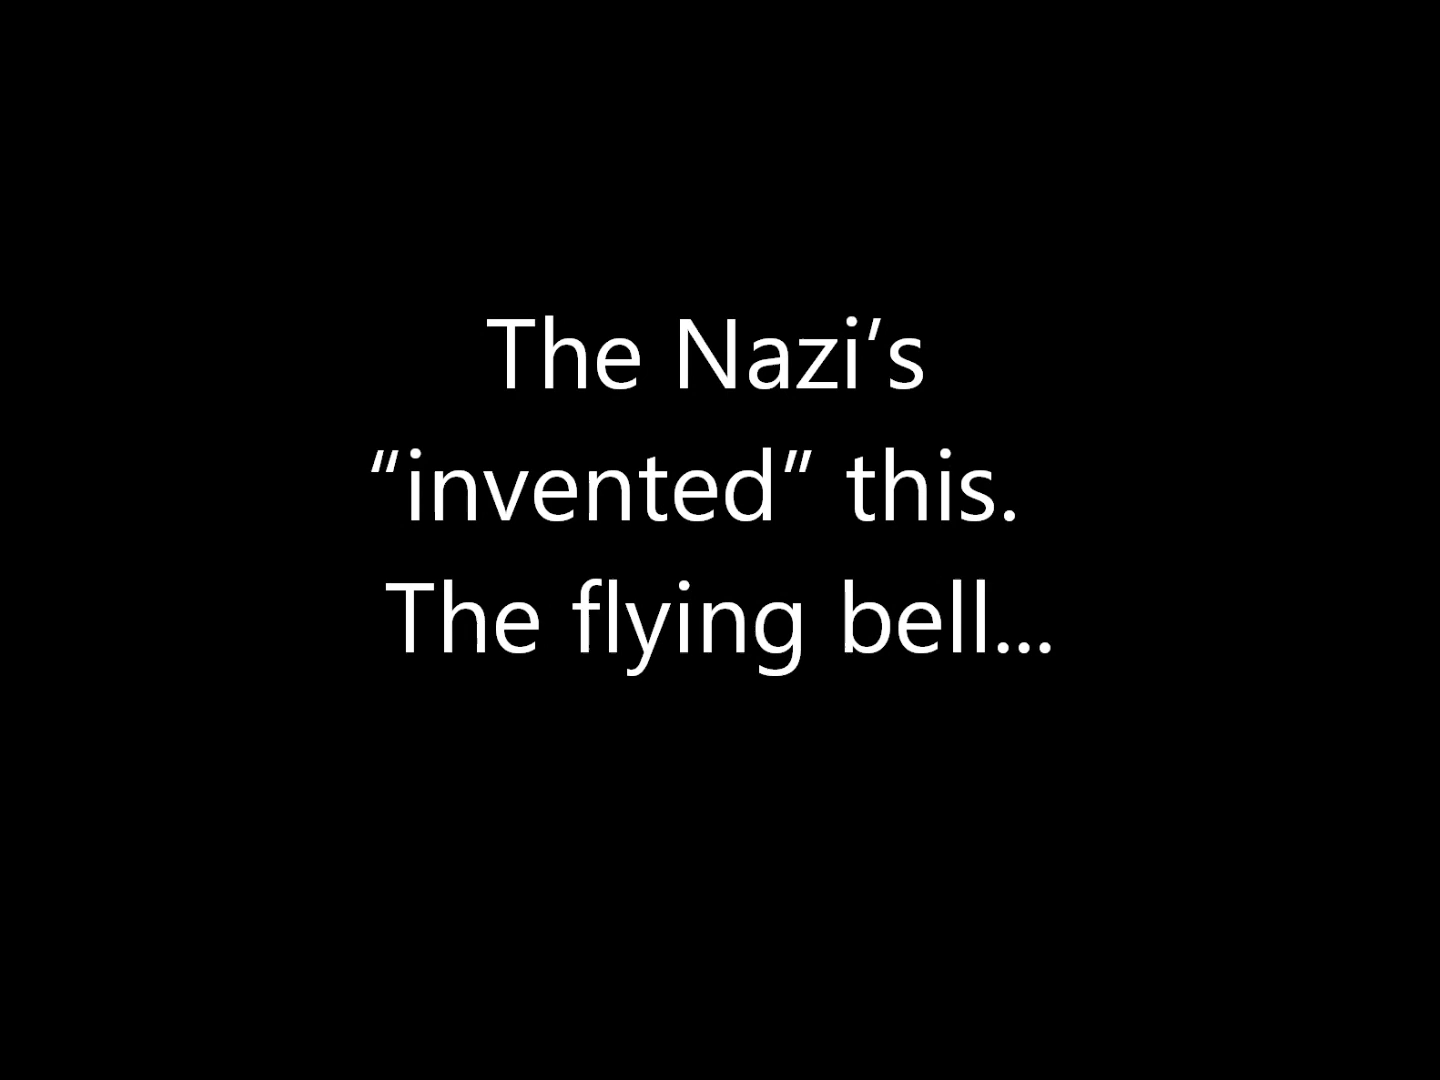 The Nazi’s
“invented” this.
The flying bell...